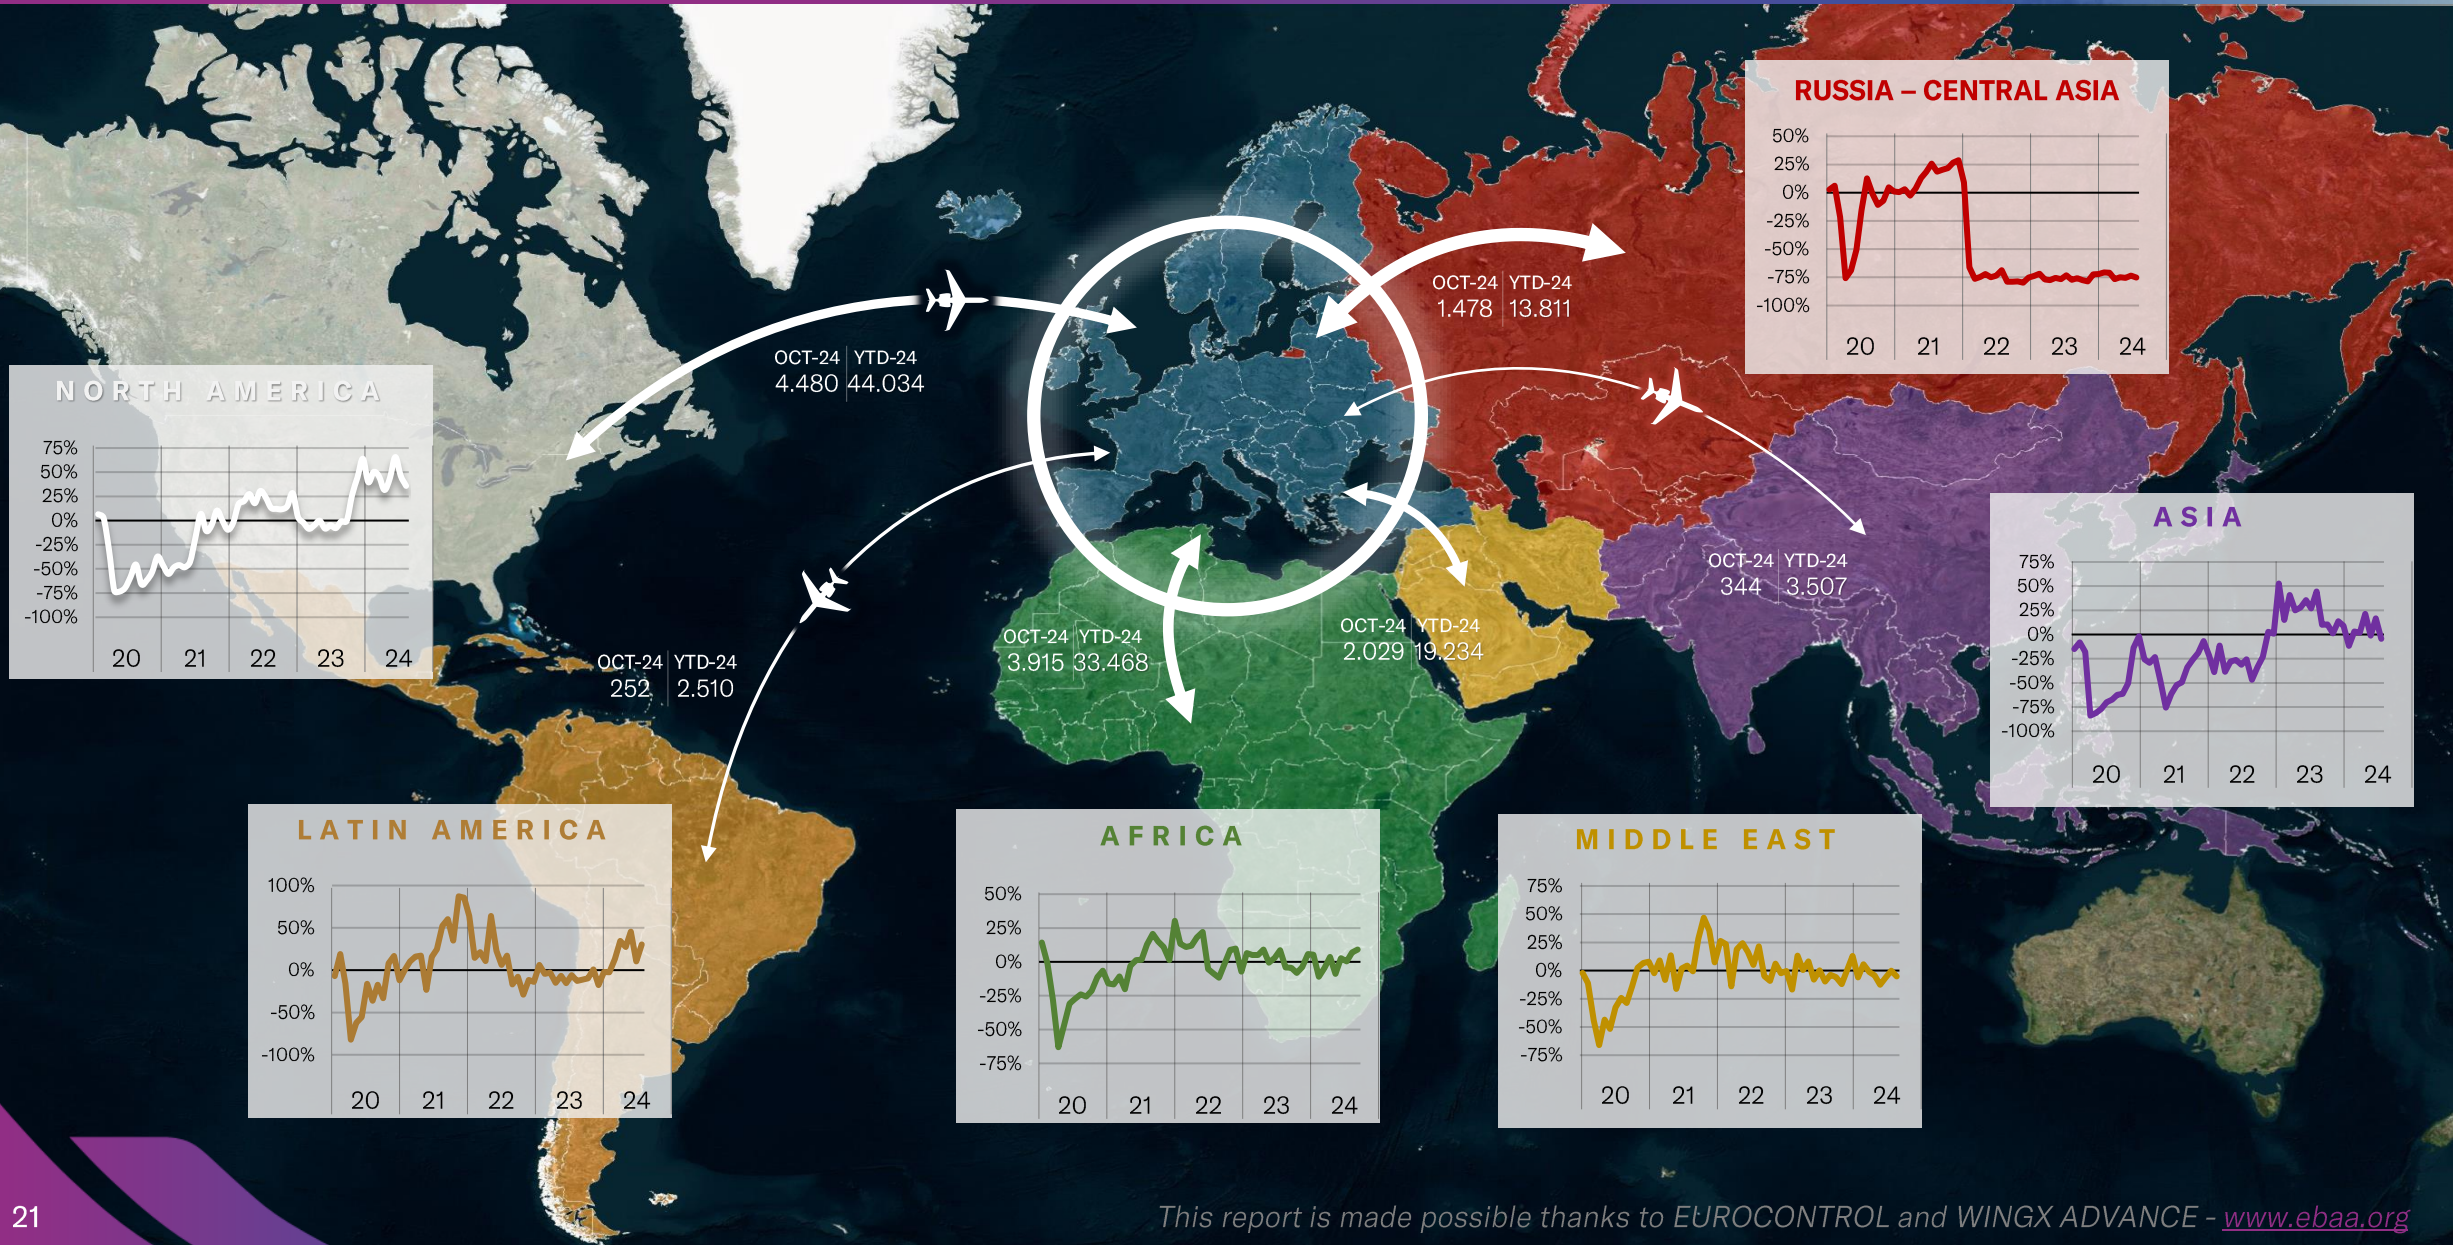 RUSSIA – CENTRAL ASIA
50%
25%
0%
-25%
-50%
-75%
-100%
20 21 22 23 24
OCT-24 YTD-24
1.478 13.811
OCT-24 YTD-24
4.480 44.034
NORTH AMERICA
75%
50%
25%
0%
-25%
-50%
-75%
-100%
20 21 22 23 24
ASIA
75%
50%
25%
0%
-25%
-50%
-75%
-100%
20 21 22 23 24
OCT-24 YTD-24
344 3.507
OCT-24 YTD-24
3.915 33.468
OCT-24 YTD-24
2.029 19.234
OCT-24 YTD-24
252 2.510
LATIN AMERICA
100%
50%
0%
-50%
-100%
20 21 22 23 24
AFRICA
50%
25%
0%
-25%
-50%
-75%
20 21 22 23 24
MIDDLE EAST
75%
50%
25%
0%
-25%
-50%
-75%
20 21 22 23 24
21
This report is made possible thanks to EUROCONTROL and WINGX ADVANCE - www.ebaa.org